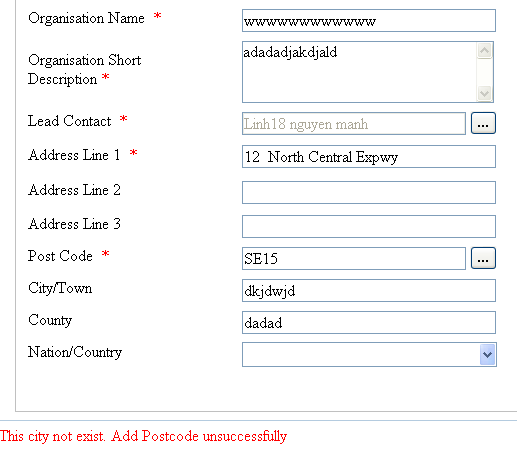 Organisation Name * wwwwwwwwwwww
Organisation Short
Description * adadadjakdjald
Lead Contact * Linh18 nguyen manh ...
Address Line 1 * 12 North Central Expwy
Address Line 2
Address Line 3
Post Code * SE15 ...
City/Town dkjdwjd
County dadad
Nation/Country
This city not exist. Add Postcode unsuccessfully